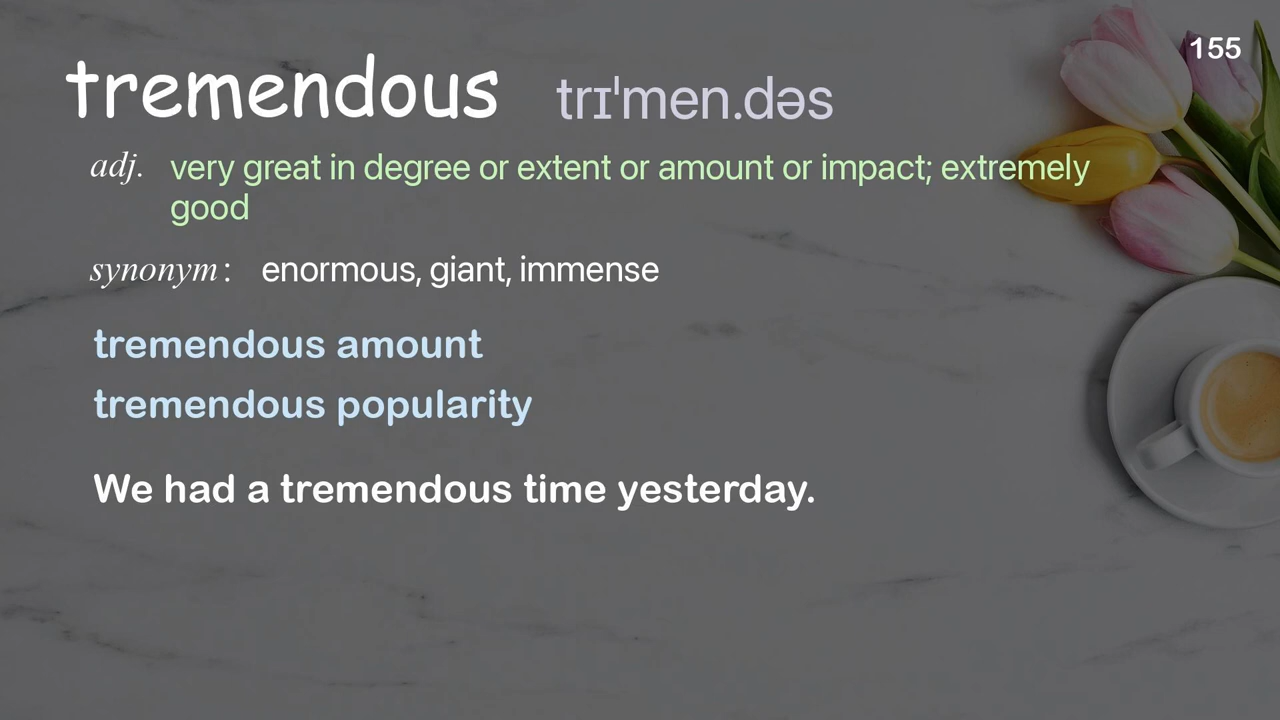 155
tremendous trɪˈmen.dəs
adj. very great in degree or extent or amount or impact; extremely
good
synonym: enormous, giant, immense
tremendous amount
tremendous popularity
We had a tremendous time yesterday.